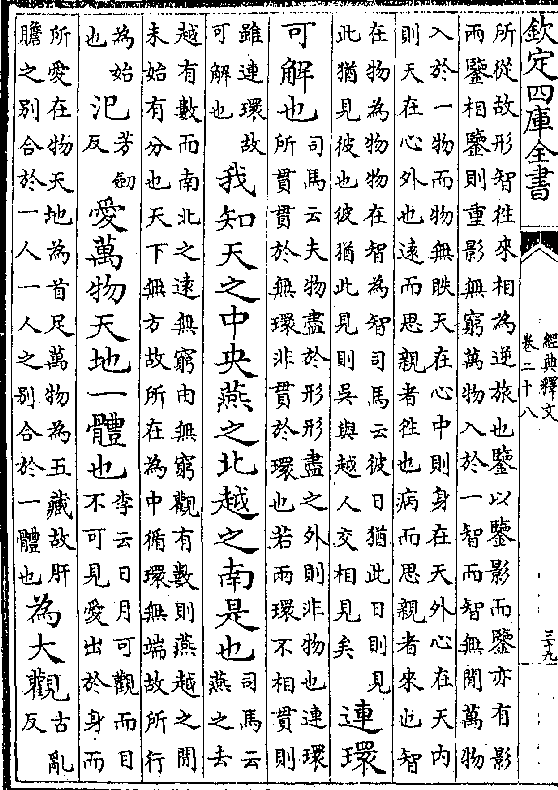 欽定四庫全書
經典釋文
卷二十八
三十九
所從故形智往來相為逆旅也鑒以鑒影而鑒亦有影
兩鑒相鑒則重影無窮萬物入於一智而智無間萬物
入於一物而物無朕天在心中則身在天外心在天内
則天在心外也遠而思親者往也病而思親者來也智
在物為物物在智為智司馬云彼日猶此日則見
此猶見彼也彼猶此見則吳與越人交相見矣
連環
可解也
司馬云夫物盡於形形盡之外則非物也連環
所貫貫於無環非貫於環也若兩環不相貫則
雖連環故
可解也
我知天之中央燕之北越之南是也
司馬云
燕之去
越有數而南北之遠無窮由無窮觀有數則燕越之間
未始有分也天下無方故所在為中循環無端故所行
為始
也
氾
芳劒
反
愛萬物天地一體也
李云日月可觀而目
不可見愛出於身而
所愛在物天地為首足萬物為五藏故肝
膽之別合於一人一人之別合於一體也
為大觀
古亂
反